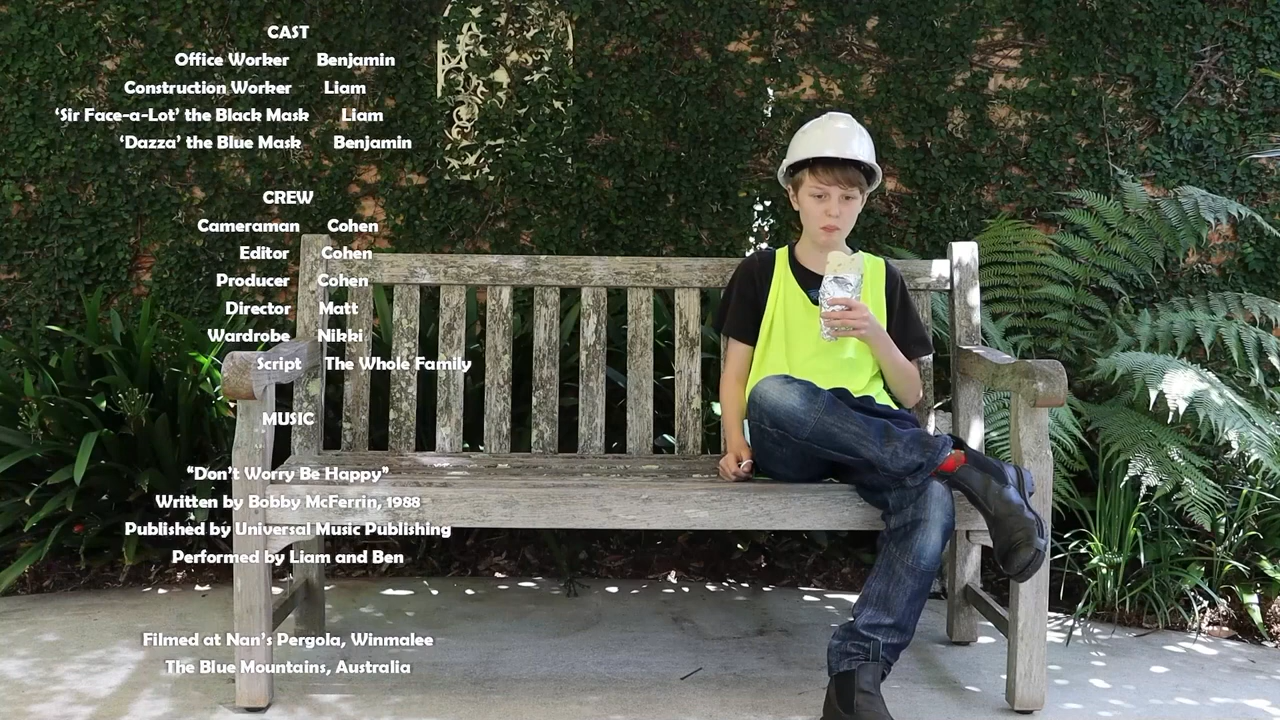 CAST
Office Worker Benjamin
Construction Worker Liam
‘Sir Face-a-Lot’ the Black Mask Liam
‘Dazza’ the Blue Mask Benjamin
CREW
Cameraman Cohen
Editor Cohen
Producer Cohen
Director Matt
Wardrobe Nikki
Script The Whole Family
MUSIC
“Don’t Worry Be Happy”
Written by Bobby McFerrin, 1988
Published by Universal Music Publishing
Performed by Liam and Ben
Filmed at Nan’s Pergola, Winmalee
The Blue Mountains, Australia